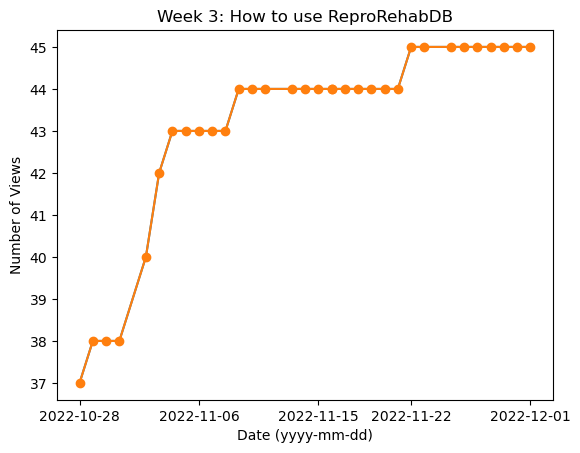 Week 3: How to use ReproRehabDB
Number of Views
45
44
43
42
41
40
39
38
37
2022-10-28 2022-11-06 2022-11-15 2022-11-22 2022-12-01
Date (yyyy-mm-dd)